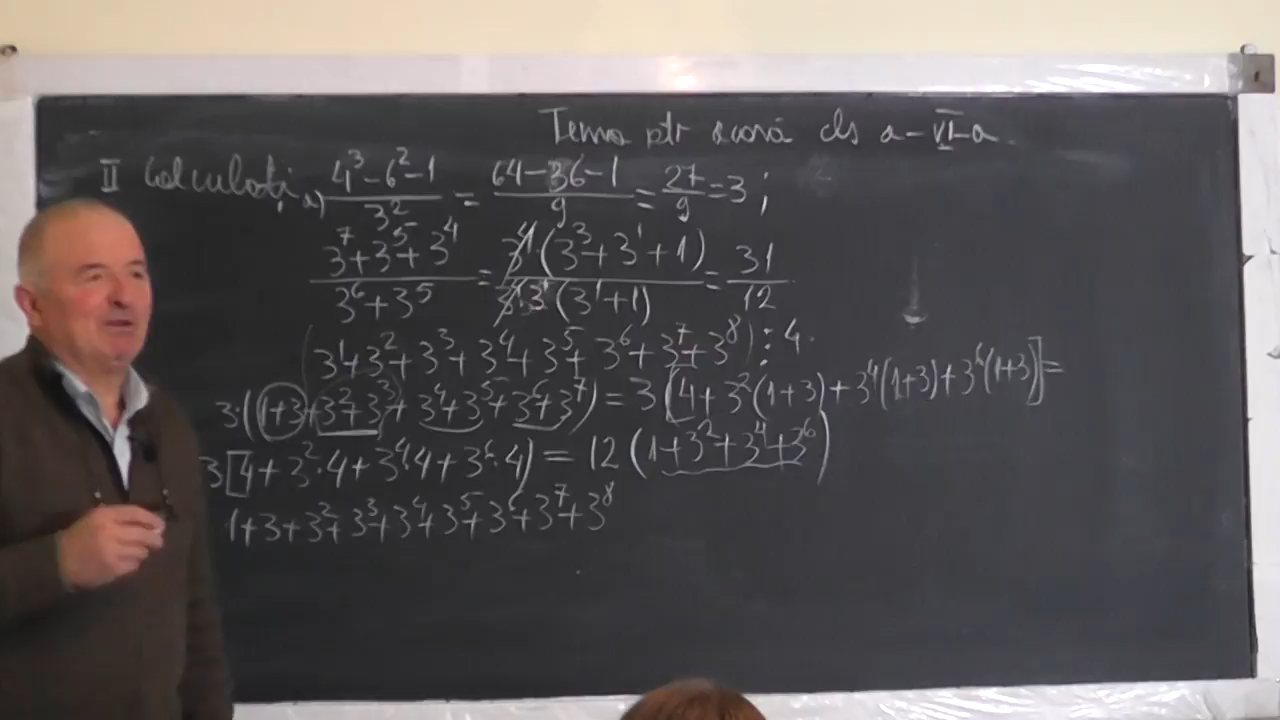 Tema ptr acasă cls a-VI-a
II Calculați a) (4³-6²-1)/3² = (64-36-1)/9 = 27/9 = 3 ;
(3⁷+3⁵+3⁴)/(3⁶+3⁵) = 3⁴(3³+3¹+1)/(3⁴·3¹(3¹+1)) = 31/12
(3¹+3²+3³+3⁴+3⁵+3⁶+3⁷+3⁸) ⋮ 4.
3·(1+3+3²+3³+3⁴+3⁵+3⁶+3⁷) = 3[4+3²(1+3)+3⁴(1+3)+3⁶(1+3)] =
3[4+3²·4+3⁴·4+3⁶·4) = 12(1+3²+3⁴+3⁶)
1+3+3²+3³+3⁴+3⁵+3⁶+3⁷+3⁸